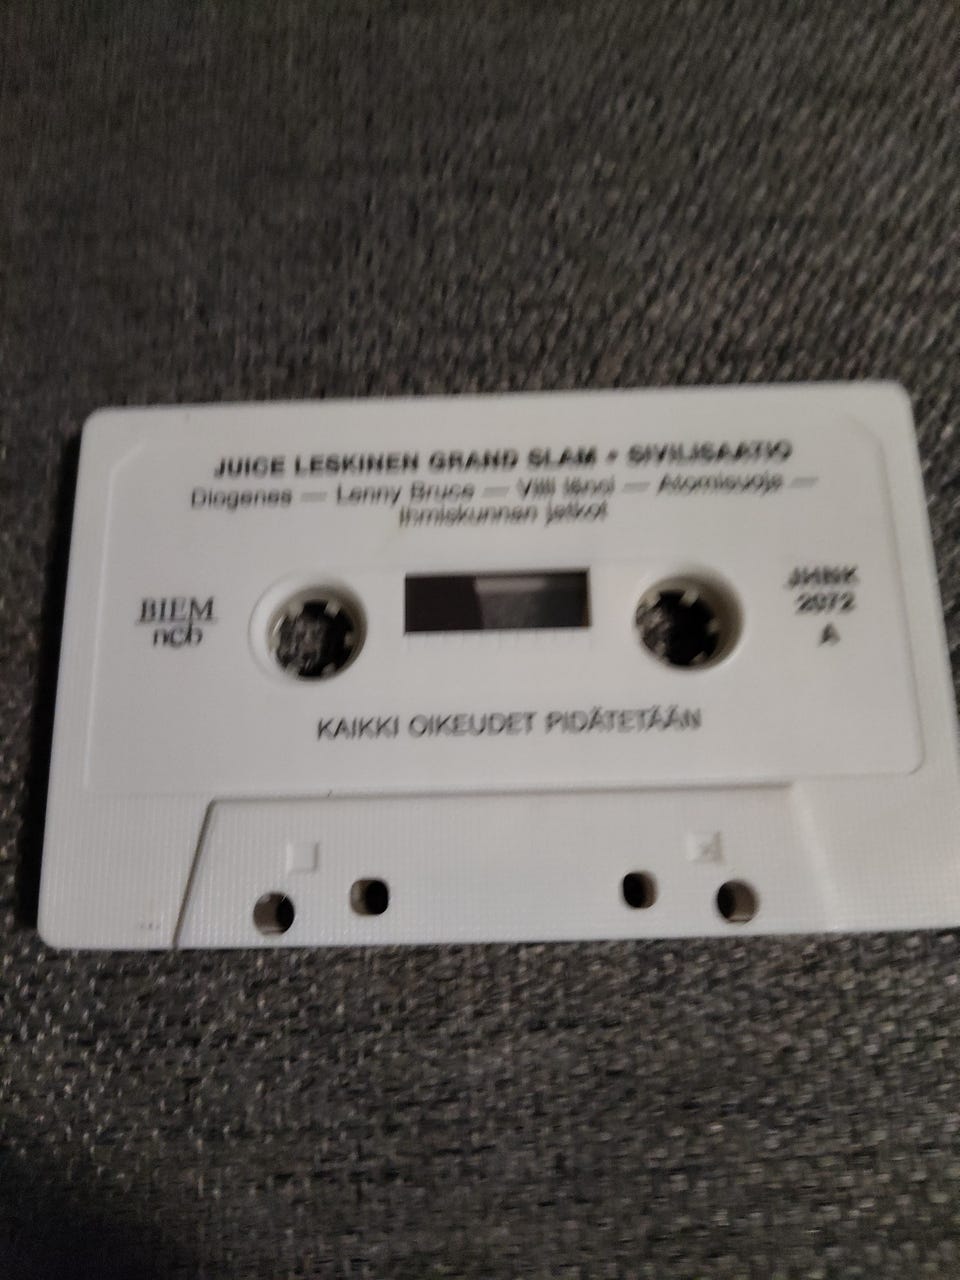 JUICE LESKINEN GRAND SLAM • SIVILISAATIO
Diogenes — Lenny Bruce — Villi länsi — Atomisuoja —
Ihmiskunnan jatkot
BIEM
ncb
JHNK
2072
A
KAIKKI OIKEUDET PIDÄTETÄÄN